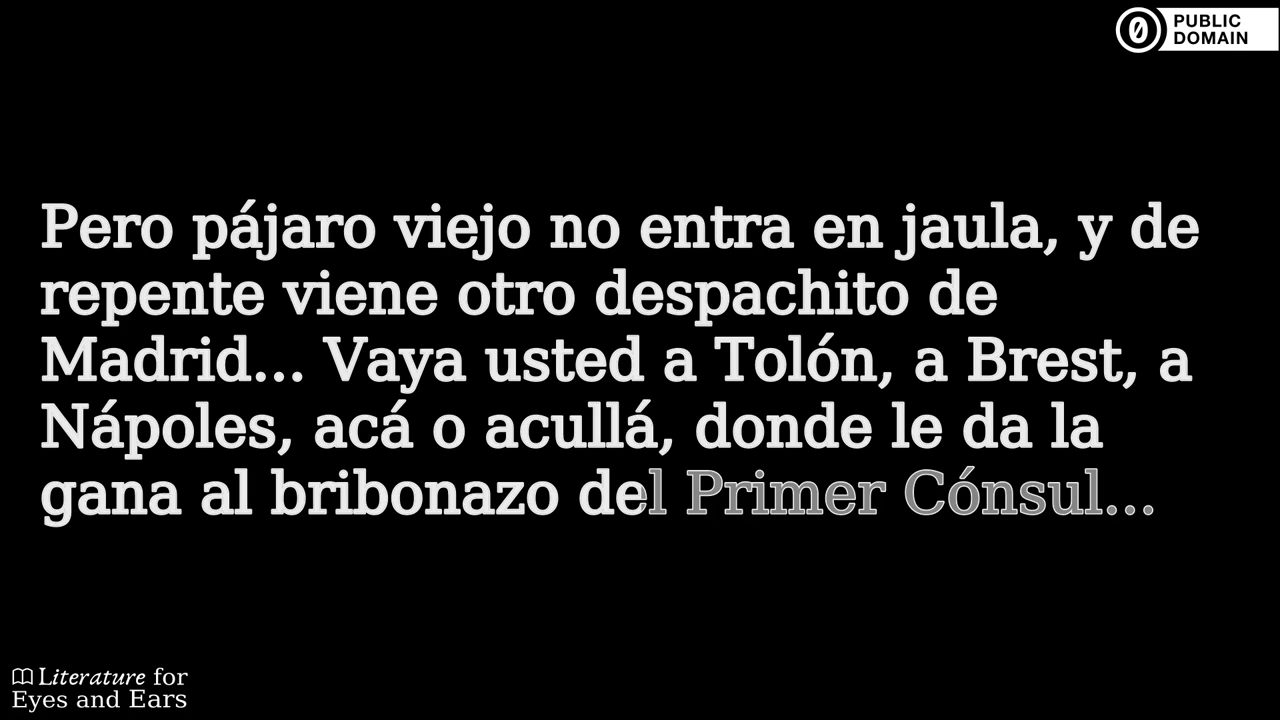 PUBLIC
DOMAIN
Pero pájaro viejo no entra en jaula, y de
repente viene otro despachito de
Madrid... Vaya usted a Tolón, a Brest, a
Nápoles, acá o acullá, donde le da la
gana al bribonazo del Primer Cónsul...
Literature for
Eyes and Ears